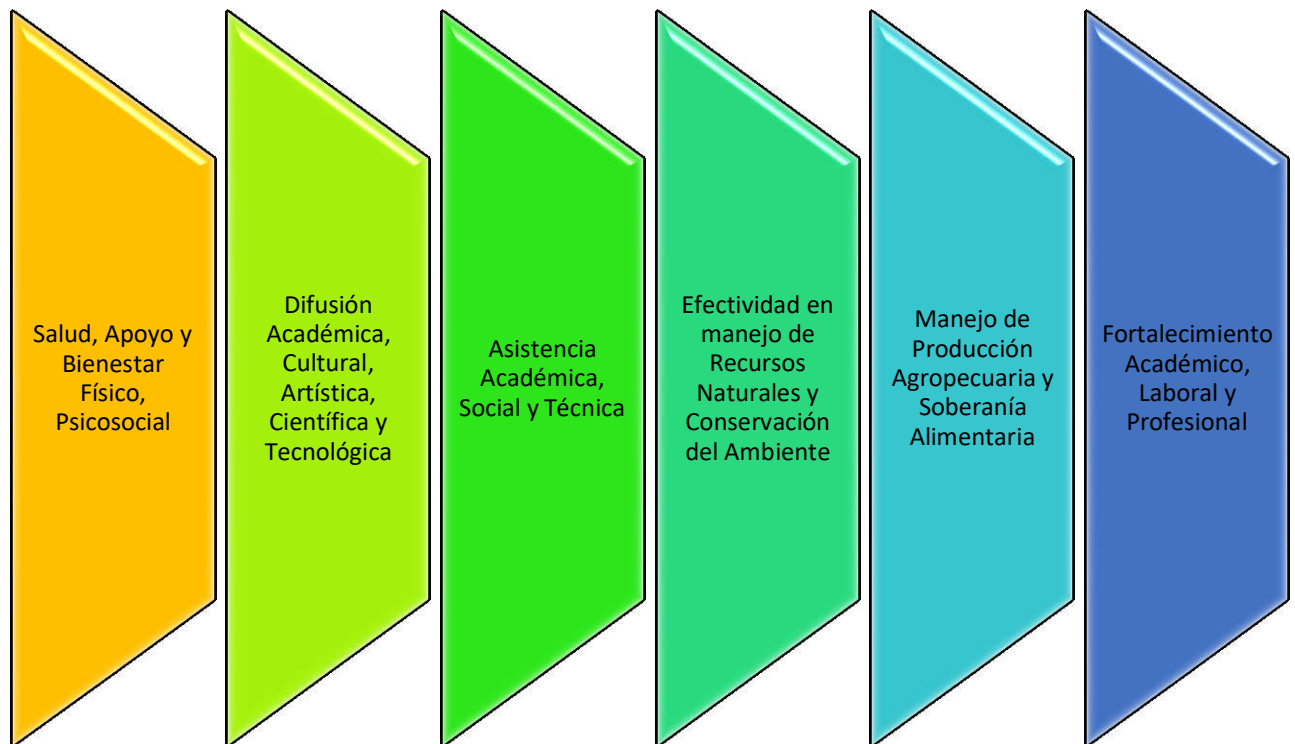 Salud, Apoyo y
Bienestar
Físico,
Psicosocial
Difusión
Académica,
Cultural,
Artística,
Científica y
Tecnológica
Asistencia
Académica,
Social y Técnica
Efectividad en
manejo de
Recursos
Naturales y
Conservación
del Ambiente
Manejo de
Producción
Agropecuaria y
Soberanía
Alimentaria
Fortalecimiento
Académico,
Laboral y
Profesional